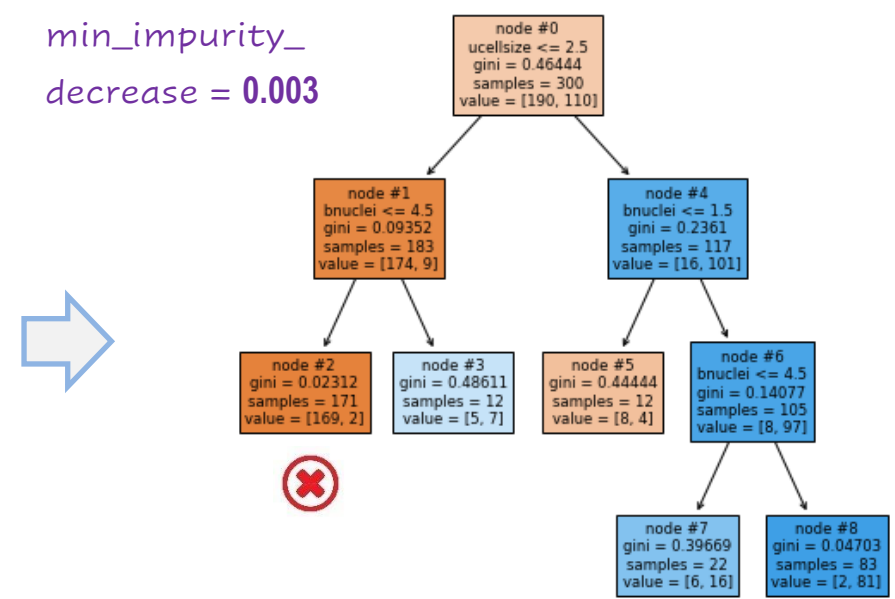 min_impurity_
decrease = 0.003
node #0
ucellsize <= 2.5
gini = 0.46444
samples = 300
value = [190, 110]
node #1
bnuclei <= 4.5
gini = 0.09352
samples = 183
value = [174, 9]
node #4
bnuclei <= 1.5
gini = 0.2361
samples = 117
value = [16, 101]
node #2
gini = 0.02312
samples = 171
value = [169, 2]
node #3
gini = 0.48611
samples = 12
value = [5, 7]
node #5
gini = 0.44444
samples = 12
value = [8, 4]
node #6
bnuclei <= 4.5
gini = 0.14077
samples = 105
value = [8, 97]
node #7
gini = 0.39669
samples = 22
value = [6, 16]
node #8
gini = 0.04703
samples = 83
value = [2, 81]